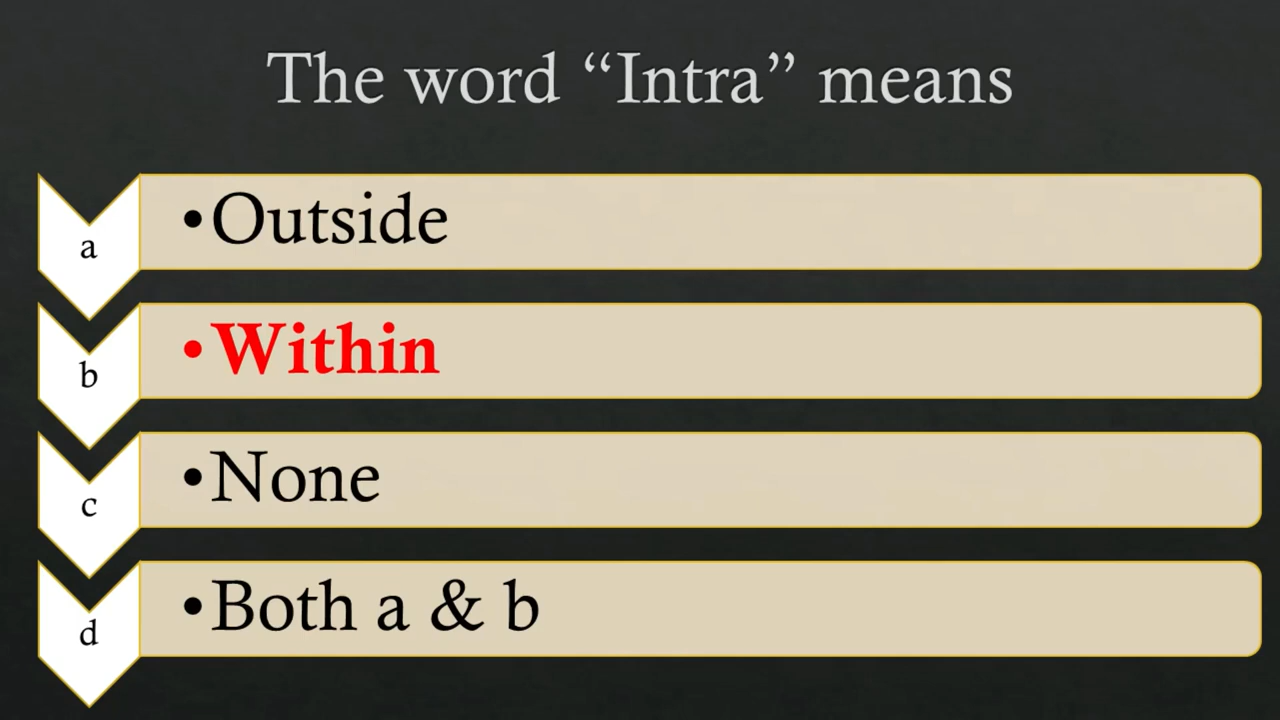 The word “Intra” means
a
•Outside
b
•Within
c
•None
d
•Both a & b